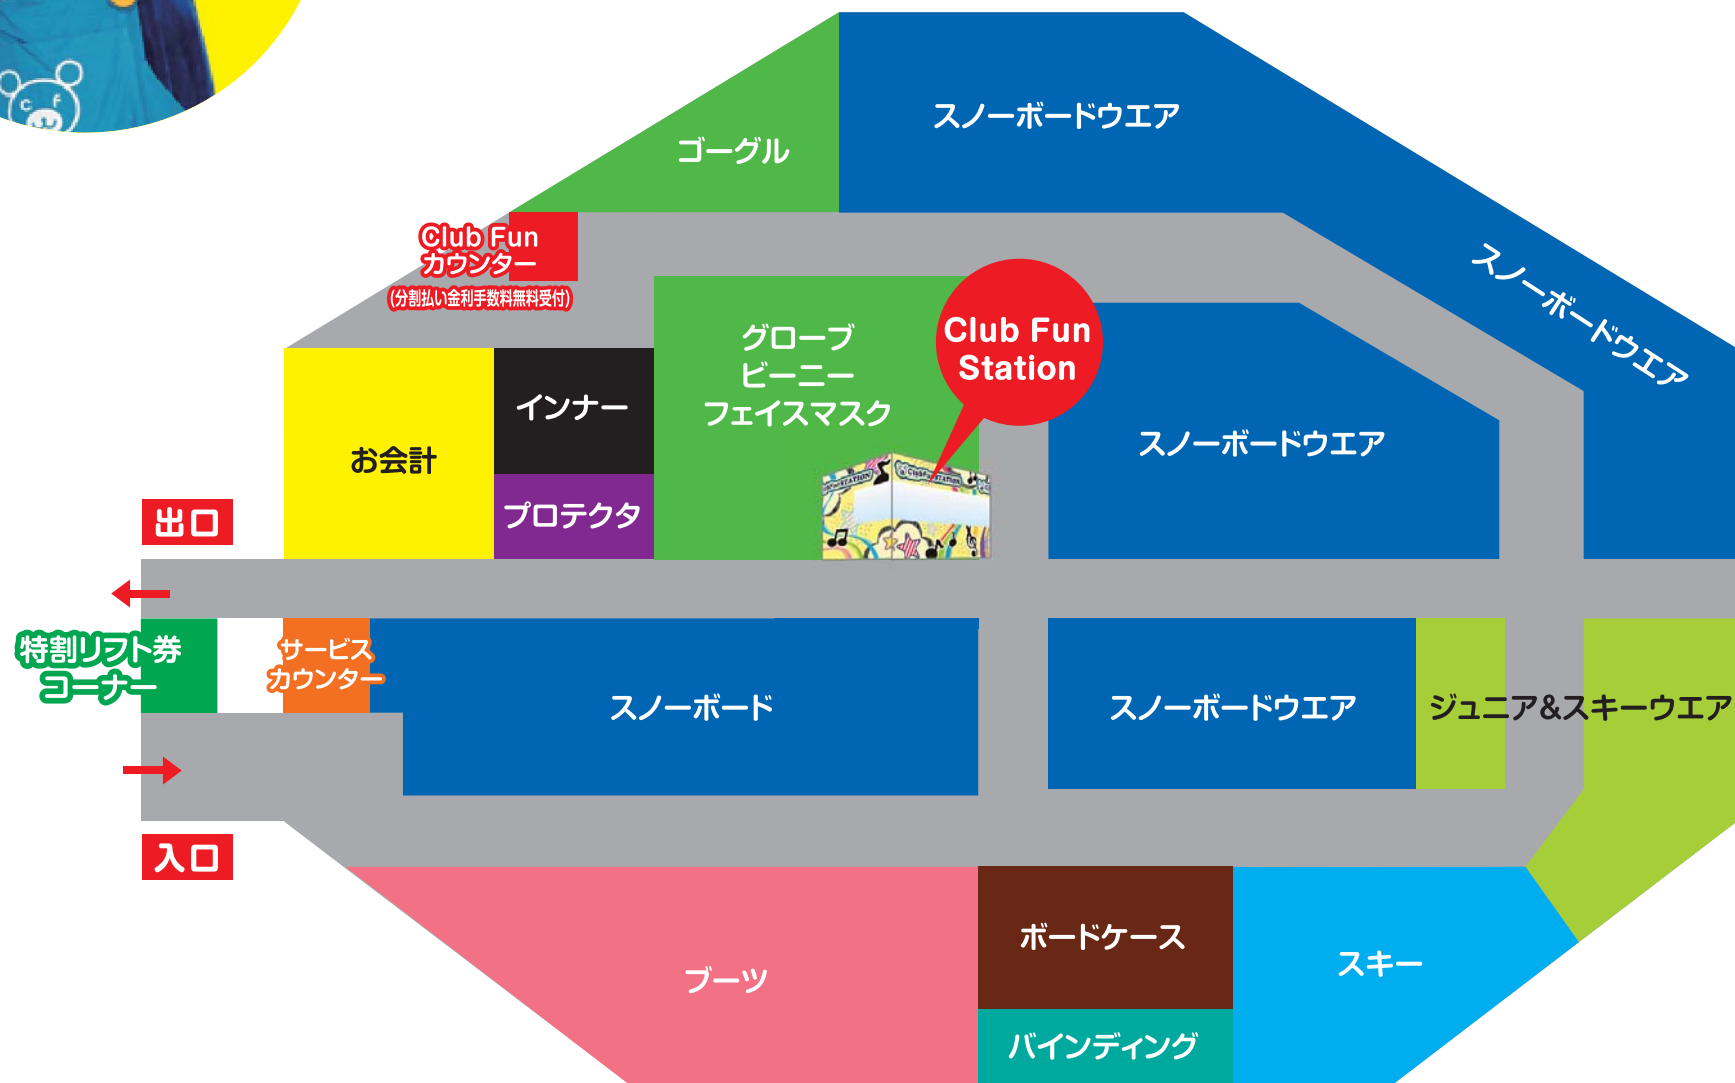 c f
スノーボードウエア
ゴーグル
Club Fun
カウンター
(分割払い金利手数料無料受付)
スノーボードウエア
グローブ
ビーニー
フェイスマスク
Club Fun
Station
インナー
スノーボードウエア
お会計
プロテクタ
出口
特割リフト券
コーナー
サービス
カウンター
スノーボード
スノーボードウエア
ジュニア&スキーウエア
入口
ボードケース
スキー
ブーツ
バインディング